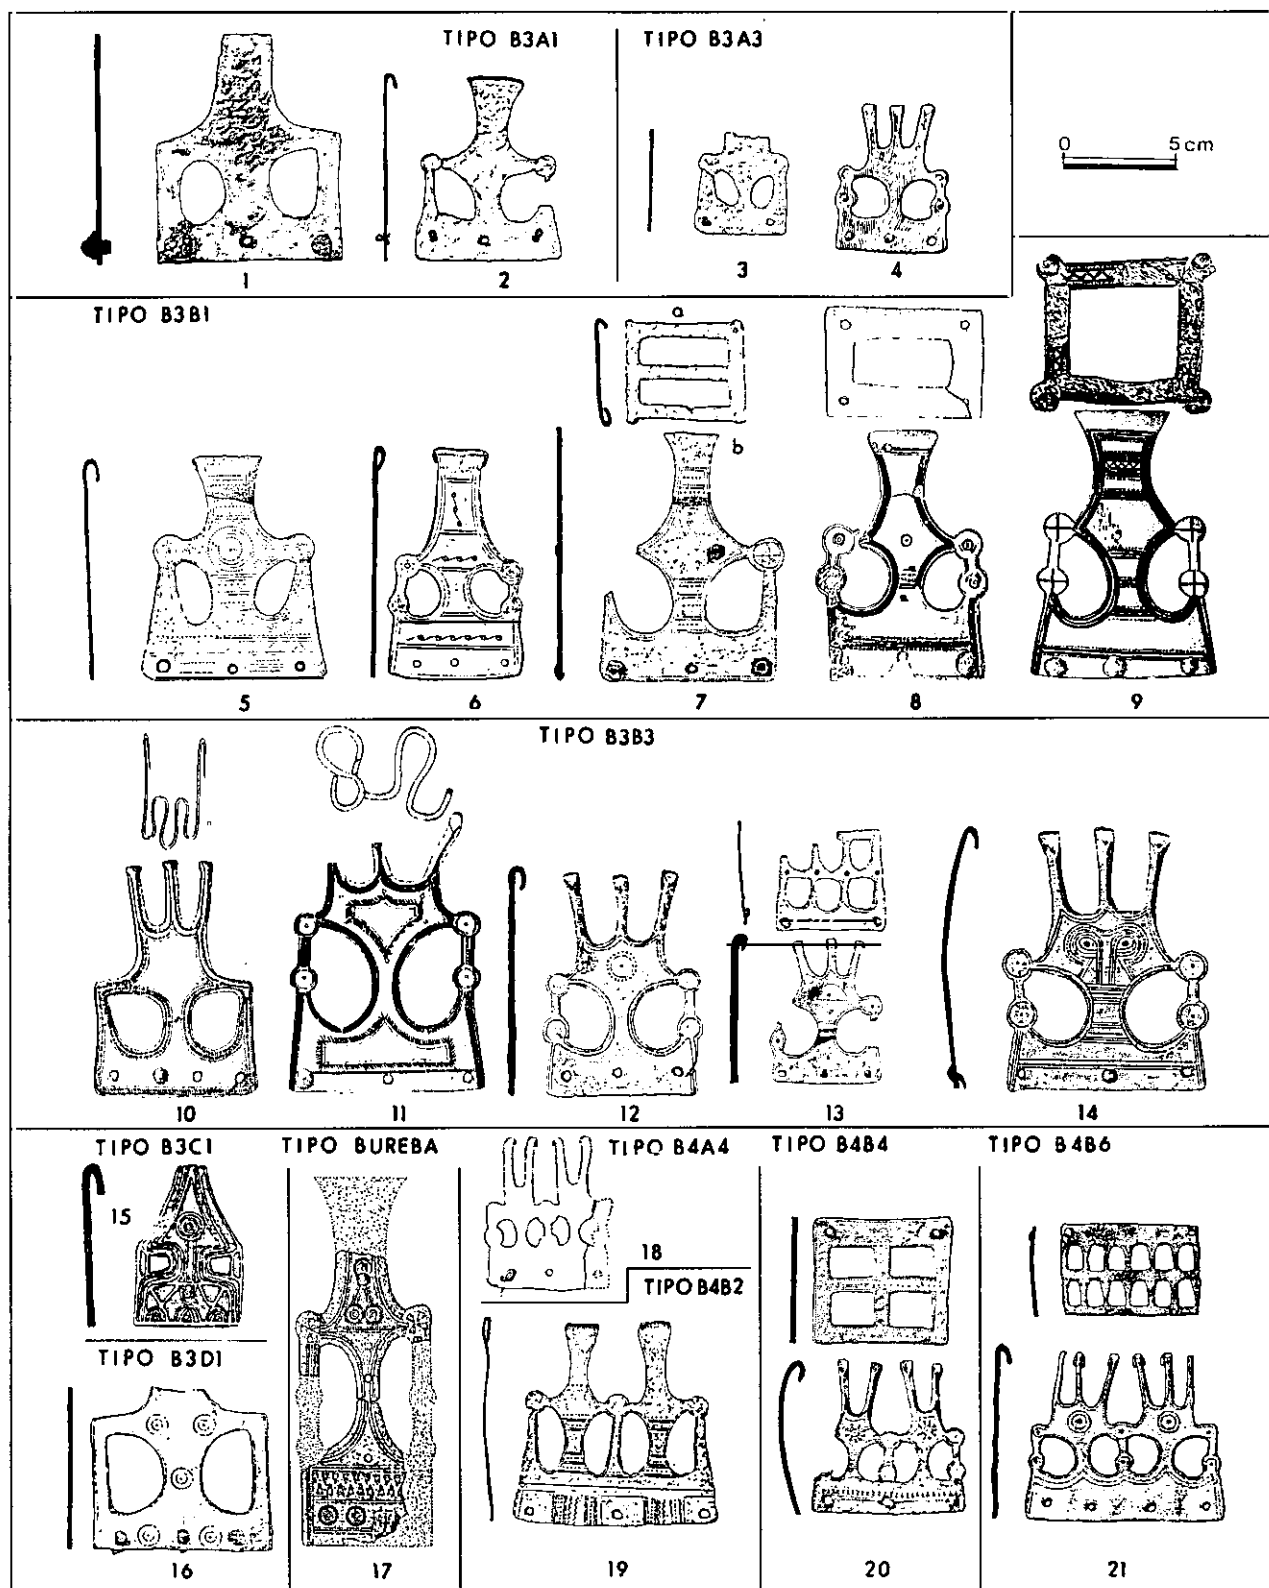 TIPO B3A1
TIPO B3A3
0 5 cm
1
2
3
4
TIPO B3B1
a
b
5
6
7
8
9
TIPO B3B3
10
11
12
13
14
TIPO B3C1
TIPO BUREBA
TIPO B4A4
TIPO B4B4
TIPO B4B6
15
18
TIPO B4B2
TIPO B3D1
16
17
19
20
21